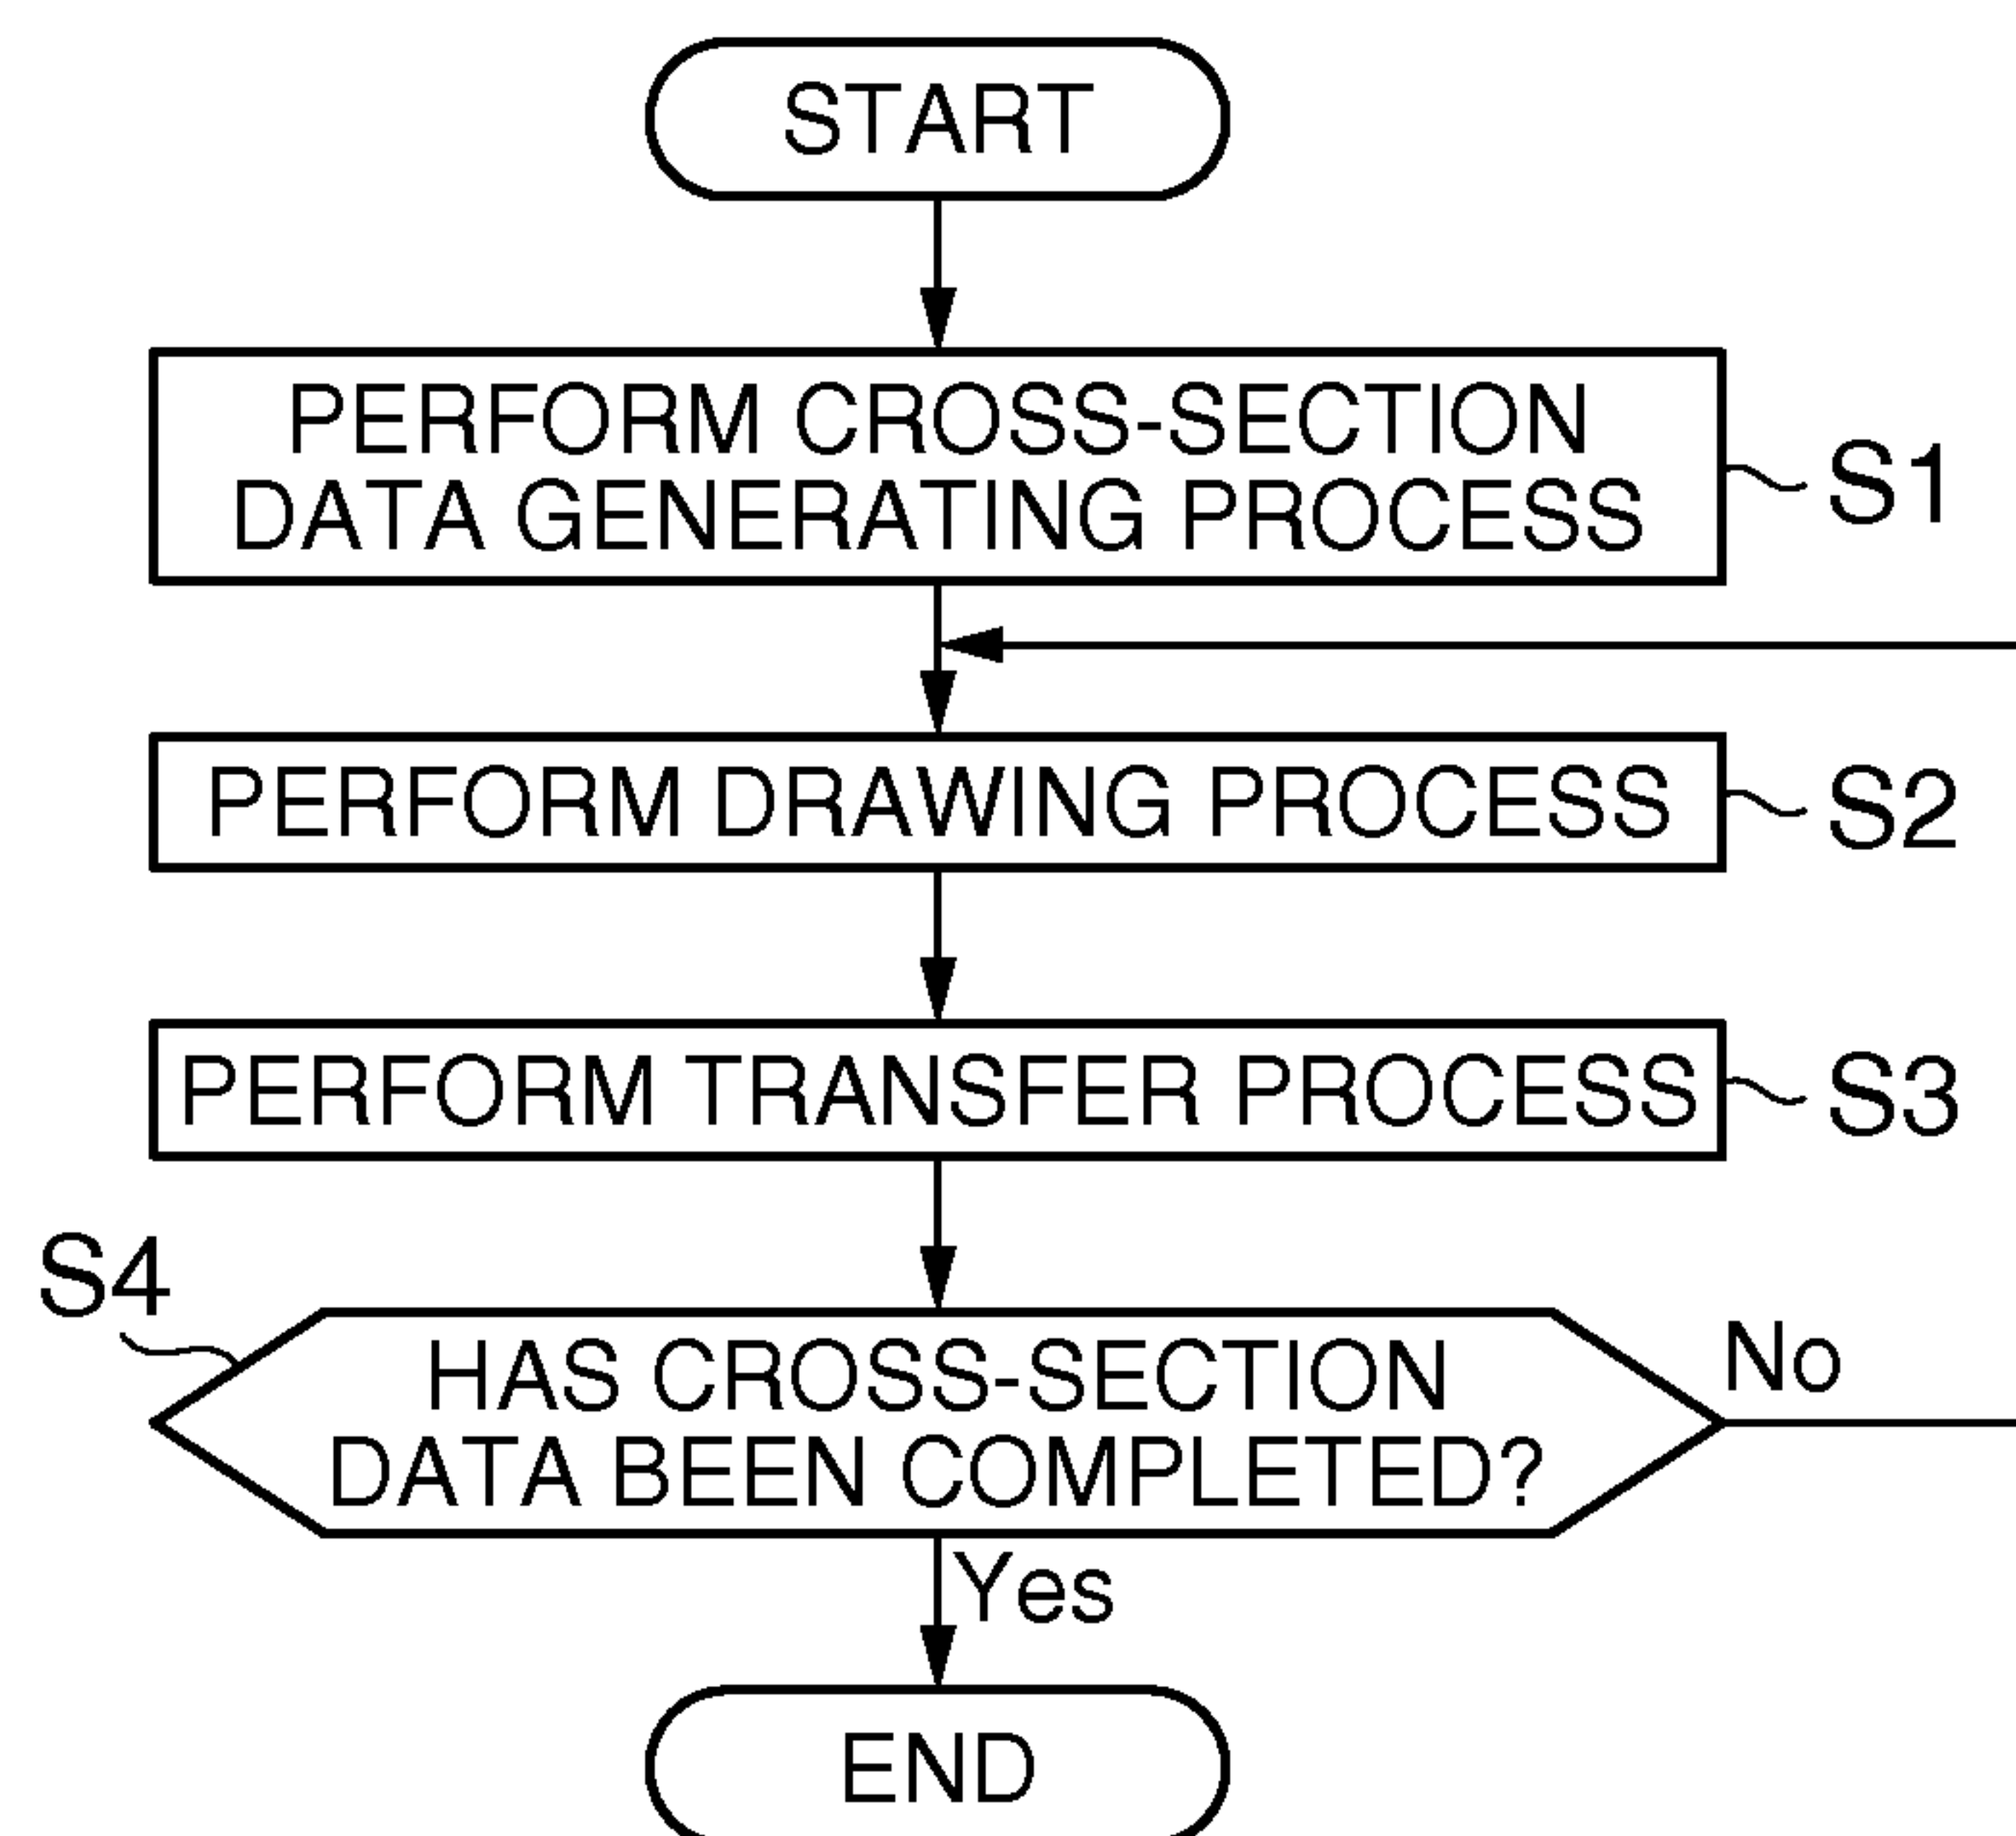 START
PERFORM CROSS-SECTION
DATA GENERATING PROCESS
S1
PERFORM DRAWING PROCESS
S2
PERFORM TRANSFER PROCESS
S3
S4
HAS CROSS-SECTION
DATA BEEN COMPLETED?
No
Yes
END